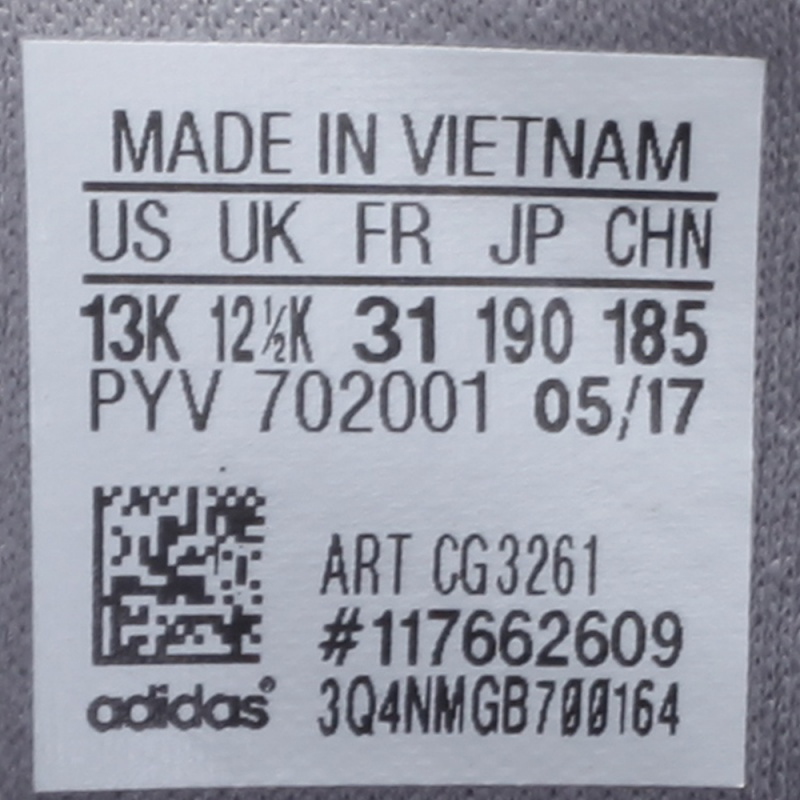 MADE IN VIETNAM
US UK FR JP CHN
13K 12½K 31 190 185
PYV 702001 05/17
ART CG3261
#117662609
adidas® 3Q4NMGB700164